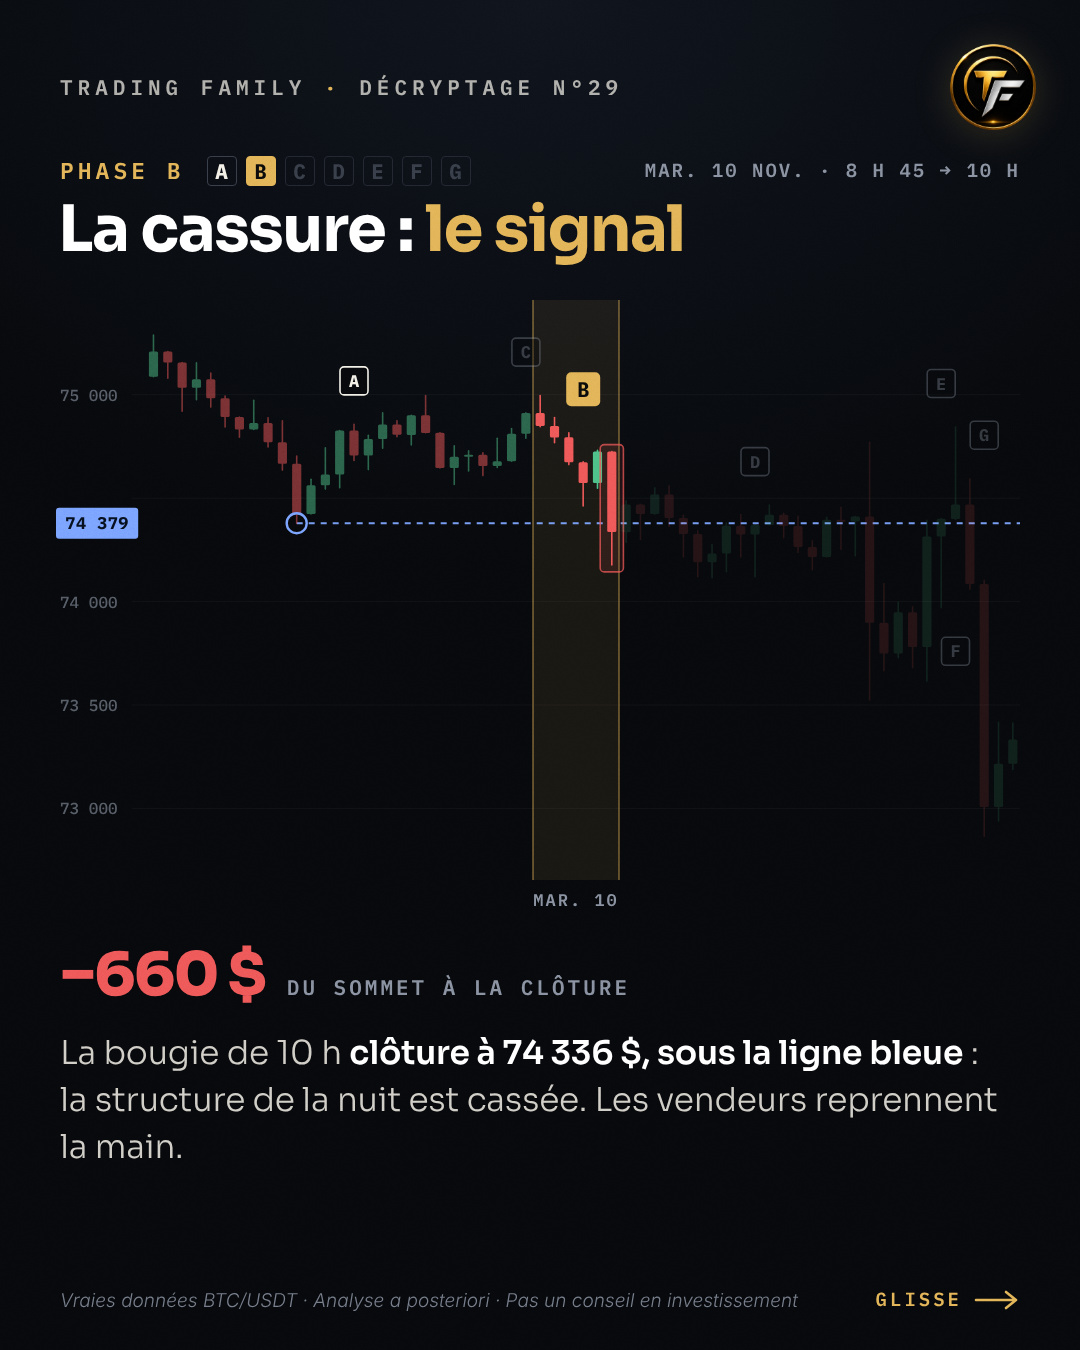 TRADING FAMILY · DÉCRYPTAGE N°29
TF
PHASE B A B C D E F G
MAR. 10 NOV. · 8 H 45 → 10 H
La cassure : le signal
C
A
B
E
75 000
G
D
74 379
74 000
F
73 500
73 000
MAR. 10
−660 $ DU SOMMET À LA CLÔTURE
La bougie de 10 h clôture à 74 336 $, sous la ligne bleue :
la structure de la nuit est cassée. Les vendeurs reprennent
la main.
Vraies données BTC/USDT · Analyse a posteriori · Pas un conseil en investissement
GLISSE →